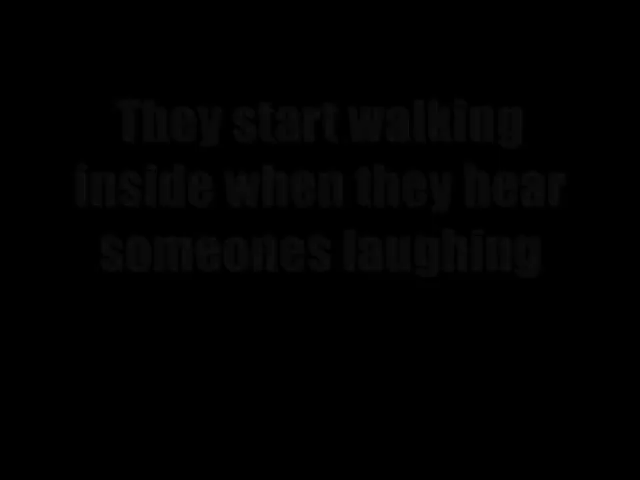 They start walking
inside when they hear
someones laughing